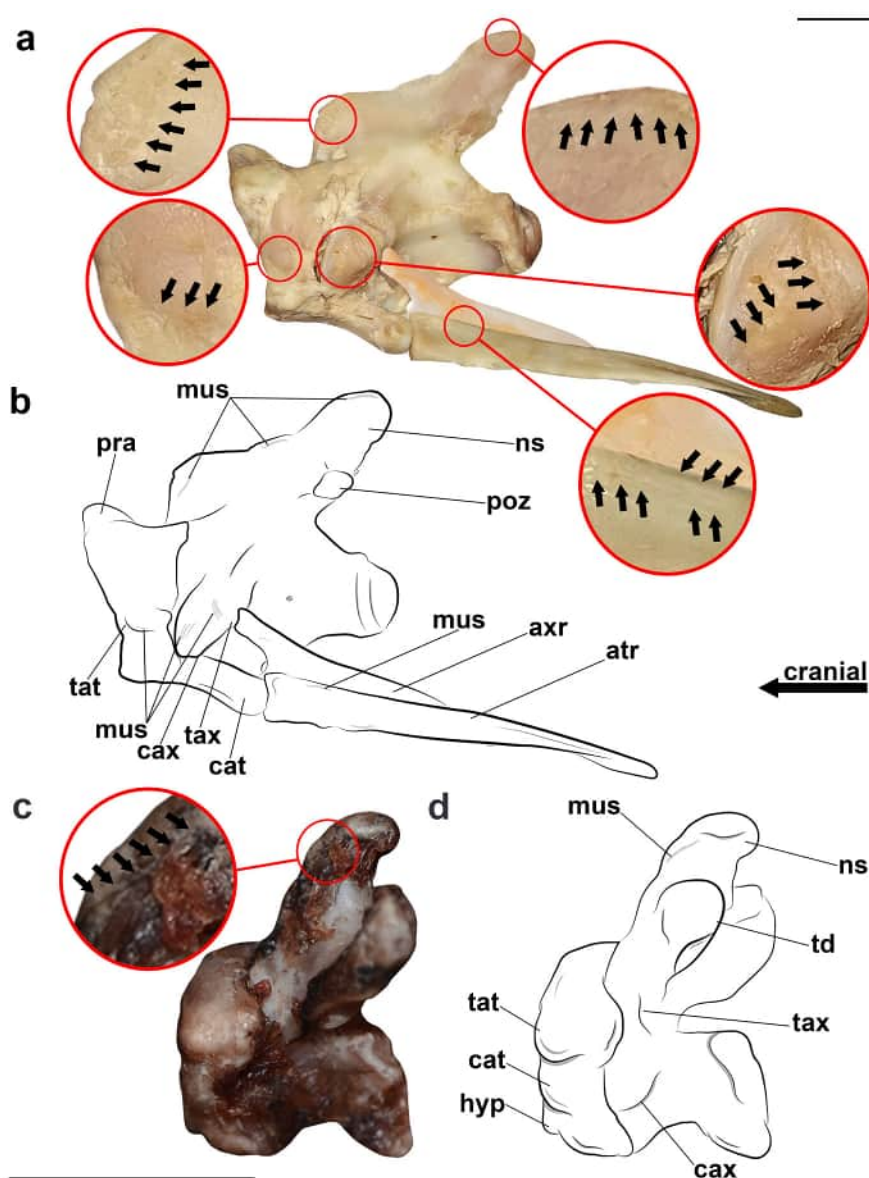 a
b
mus
pra
ns
poz
mus
axr
atr
cranial
tat
mus
cax
tax
cat
c
d
mus
ns
td
tat
tax
cat
hyp
cax